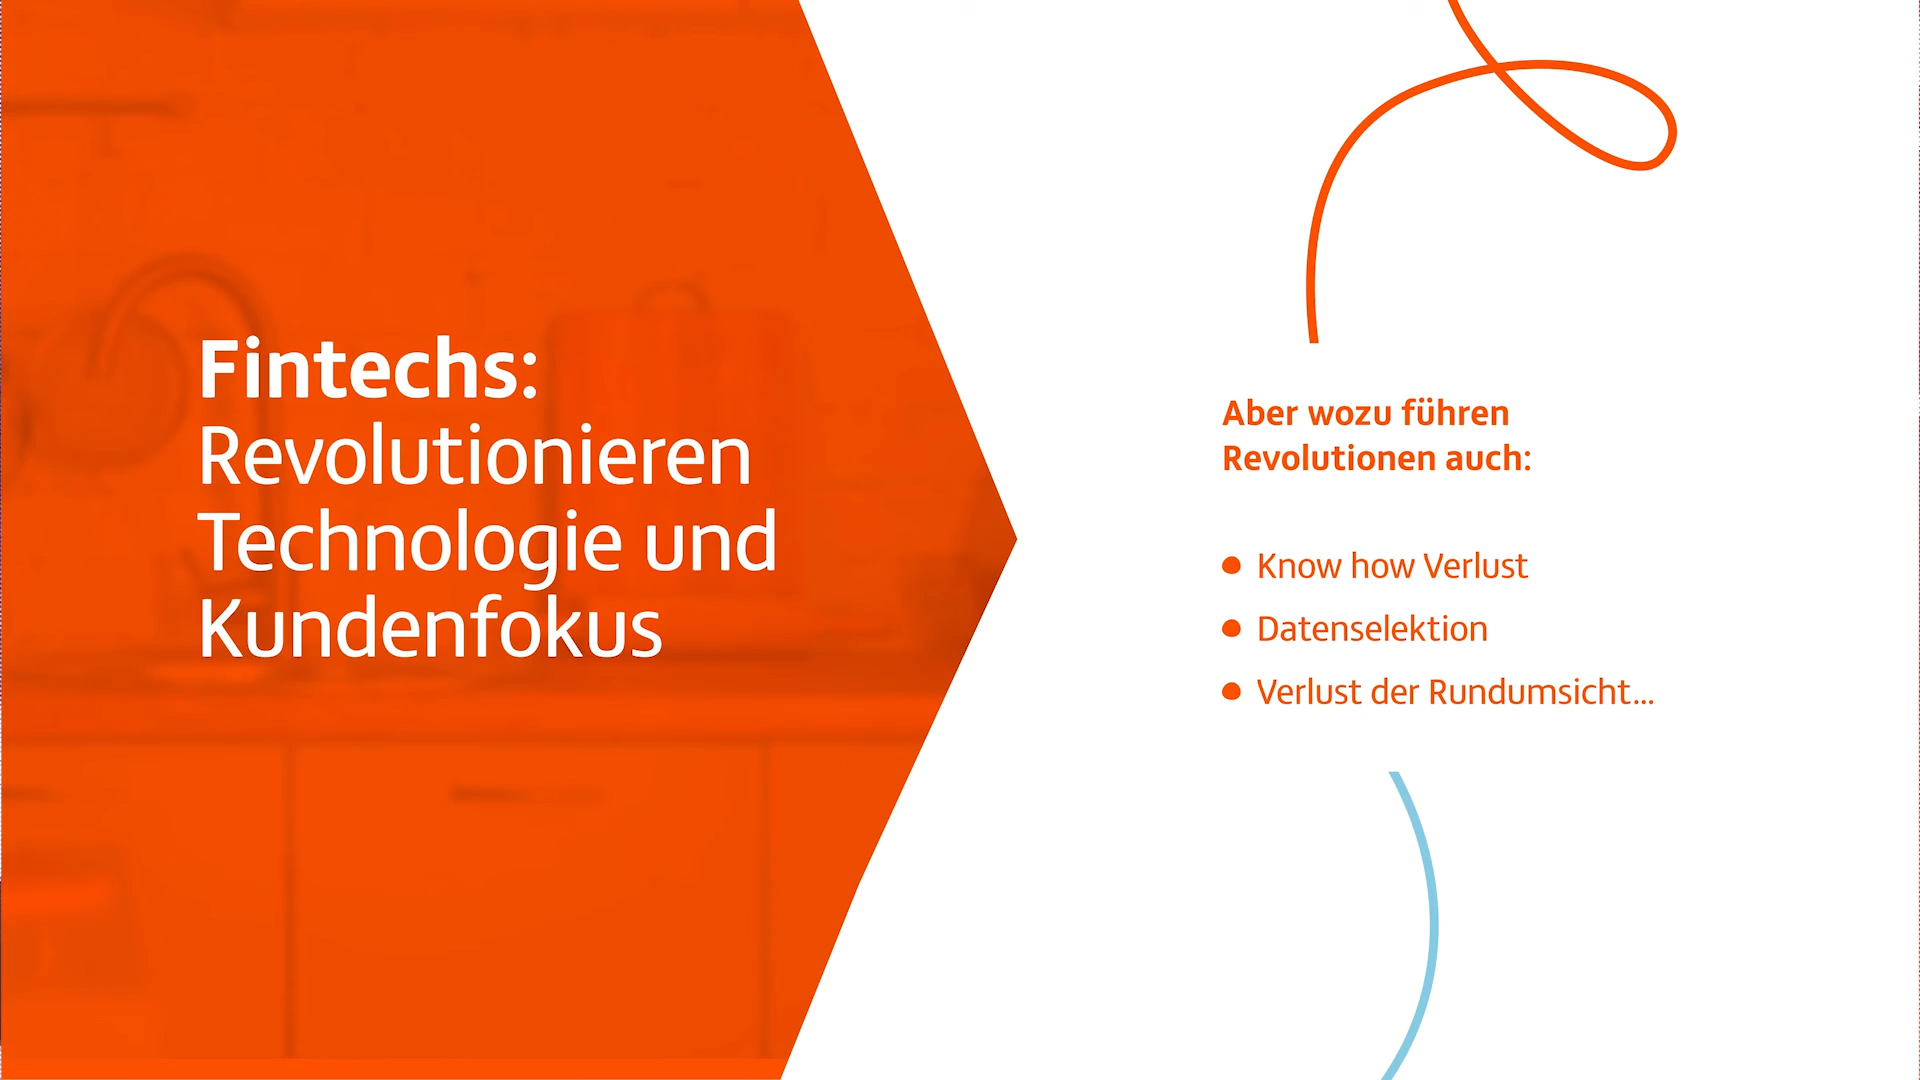 Fintechs:
Revolutionieren
Technologie und
Kundenfokus
Aber wozu führen
Revolutionen auch:
Know how Verlust
Datenselektion
Verlust der Rundumsicht...